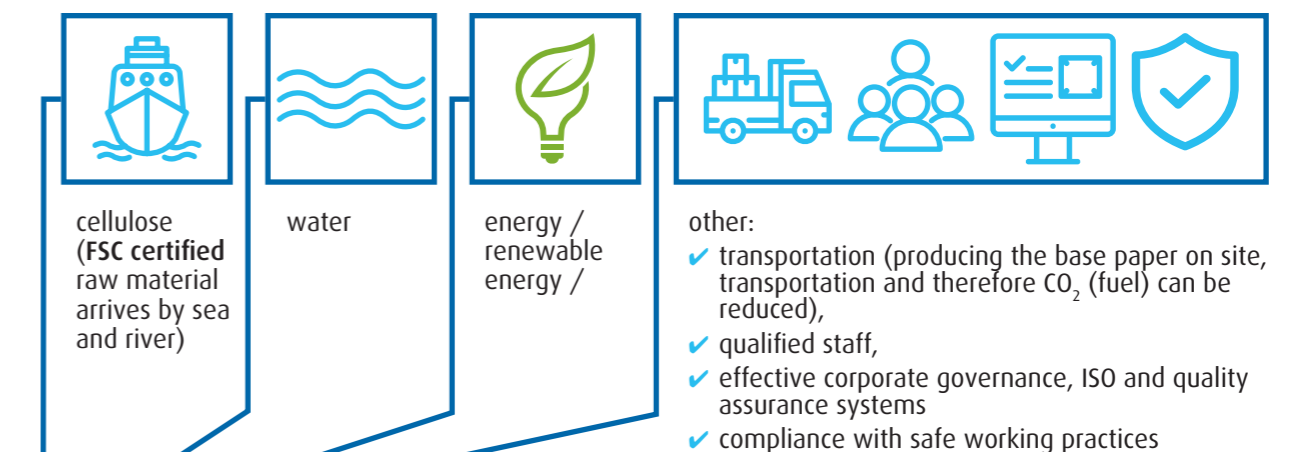 cellulose
(FSC certified
raw material
arrives by sea
and river)
water
energy /
renewable
energy /
other:
✔ transportation (producing the base paper on site,
transportation and therefore CO₂ (fuel) can be
reduced),
✔ qualified staff,
✔ effective corporate governance, ISO and quality
assurance systems
✔ compliance with safe working practices